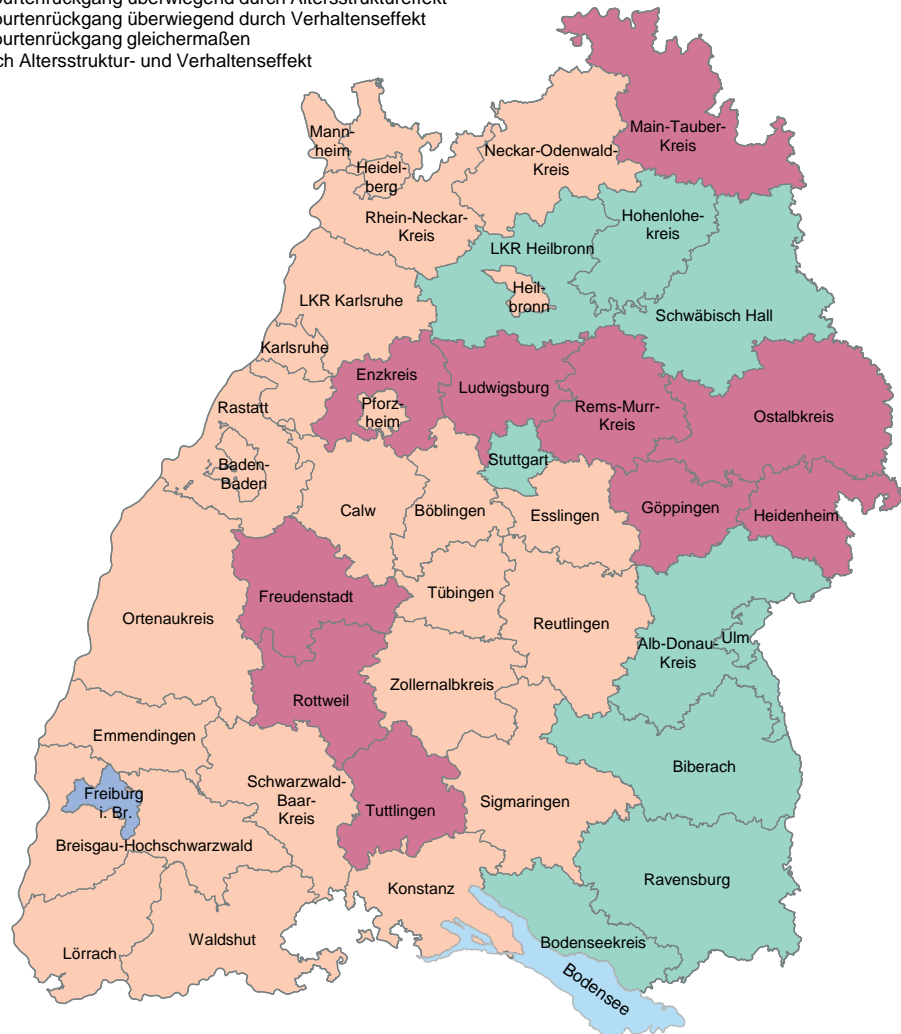 ourtenrückgang überwiegend durch Verhaltenseffekt
ourtenrückgang gleichermaßen
ch Altersstruktur- und Verhaltenseffekt
Main-Tauber-
Kreis
Mann-
heim
Neckar-Odenwald-
Kreis
Heidel-
berg
Rhein-Neckar-
Kreis
Hohenlohe-
kreis
LKR Heilbronn
Heil-
bronn
LKR Karlsruhe
Schwäbisch Hall
Karlsruhe
Enzkreis
Ludwigsburg
Pforz-
heim
Rastatt
Rems-Murr-
Kreis
Ostalbkreis
Stuttgart
Baden-
Baden
Calw
Böblingen
Esslingen
Göppingen
Heidenheim
Freudenstadt
Tübingen
Ortenaukreis
Reutlingen
Alb-Donau-
Kreis
Ulm
Zollernalbkreis
Rottweil
Emmendingen
Biberach
Schwarzwald-
Baar-
Kreis
Freiburg
i. Br.
Sigmaringen
Tuttlingen
Breisgau-Hochschwarzwald
Ravensburg
Konstanz
Waldshut
Lörrach
Bodenseekreis
Bodensee